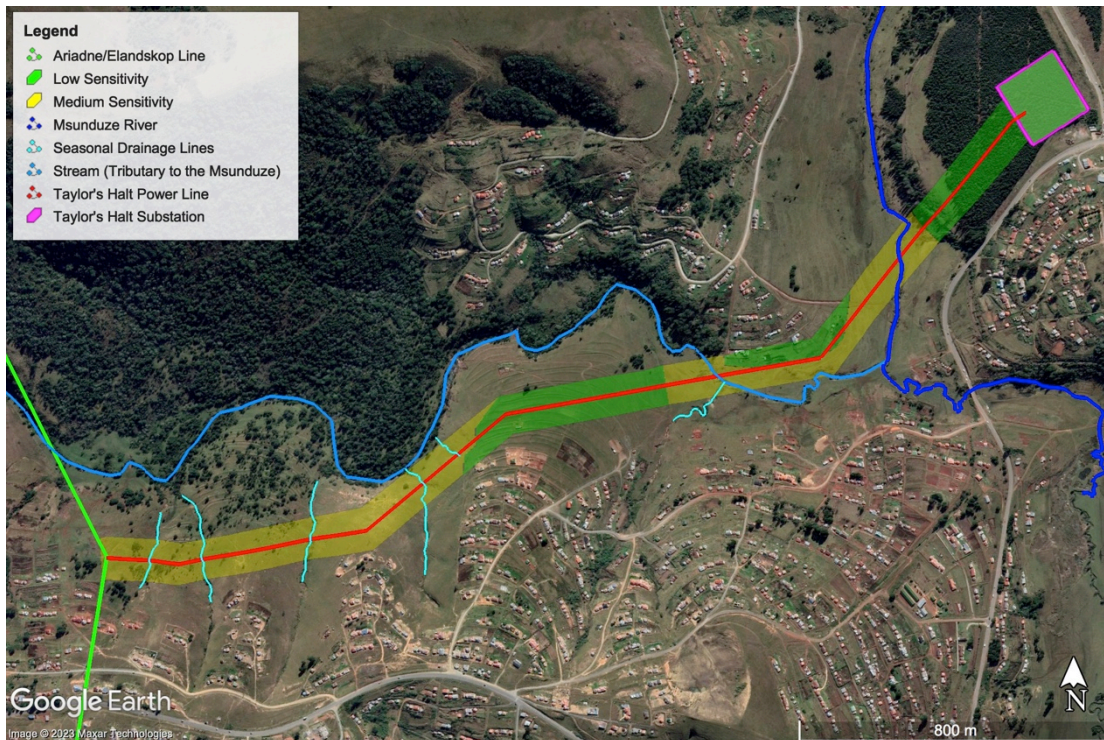 Legend
Ariadne/Elandskop Line
Low Sensitivity
Medium Sensitivity
Msunduze River
Seasonal Drainage Lines
Stream (Tributary to the Msunduze)
Taylor's Halt Power Line
Taylor's Halt Substation
N
Google Earth
800 m
Image © 2023 Maxar Technologies